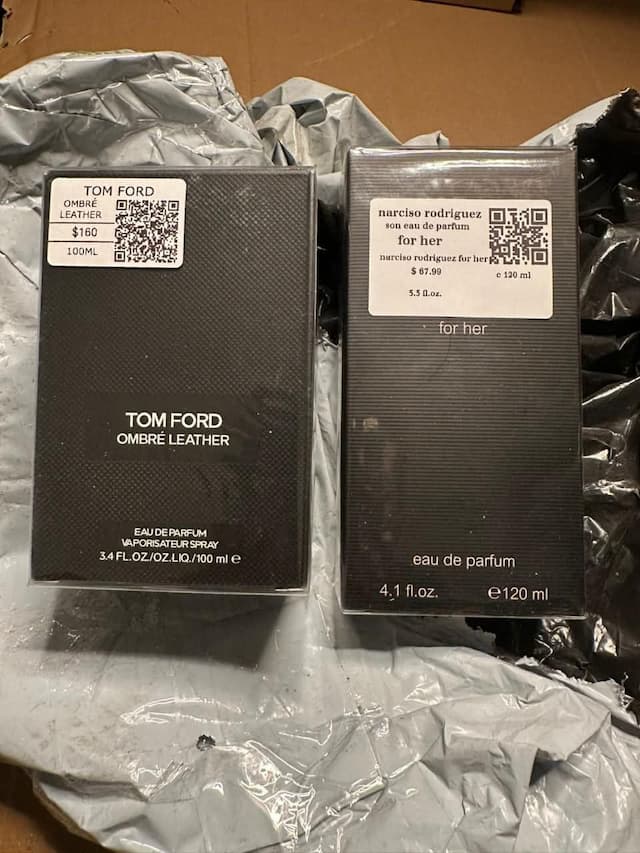 TOM FORD
OMBRÉ
LEATHER
$160
100ML
TOM FORD
OMBRÉ LEATHER
EAU DE PARFUM
VAPORISATEUR SPRAY
3.4 FL.OZ./OZ.LIQ./100 ml e
narciso rodriguez
son eau de parfum
for her
narciso rodriguez for her
$ 67.99
e 120 ml
5.5 fl.oz.
for her
eau de parfum
4.1 fl.oz. e120 ml